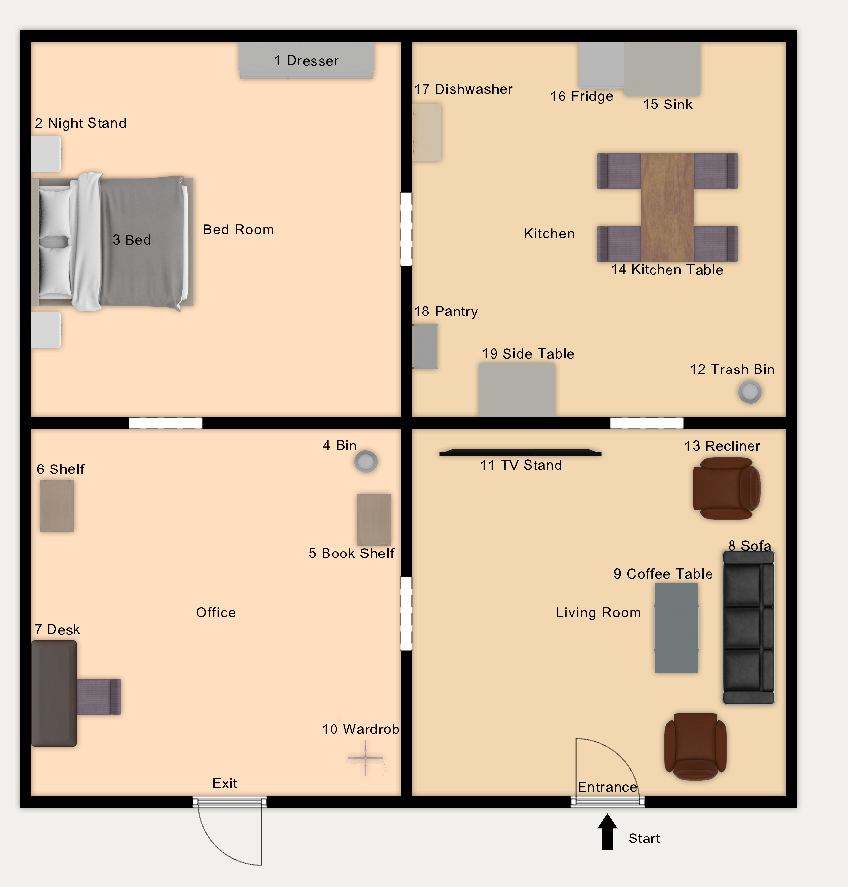 1 Dresser
17 Dishwasher
16 Fridge
15 Sink
2 Night Stand
3 Bed
Bed Room
Kitchen
14 Kitchen Table
18 Pantry
19 Side Table
12 Trash Bin
4 Bin
13 Recliner
6 Shelf
11 TV Stand
5 Book Shelf
8 Sofa
9 Coffee Table
Office
Living Room
7 Desk
10 Wardrob
Exit
Entrance
Start